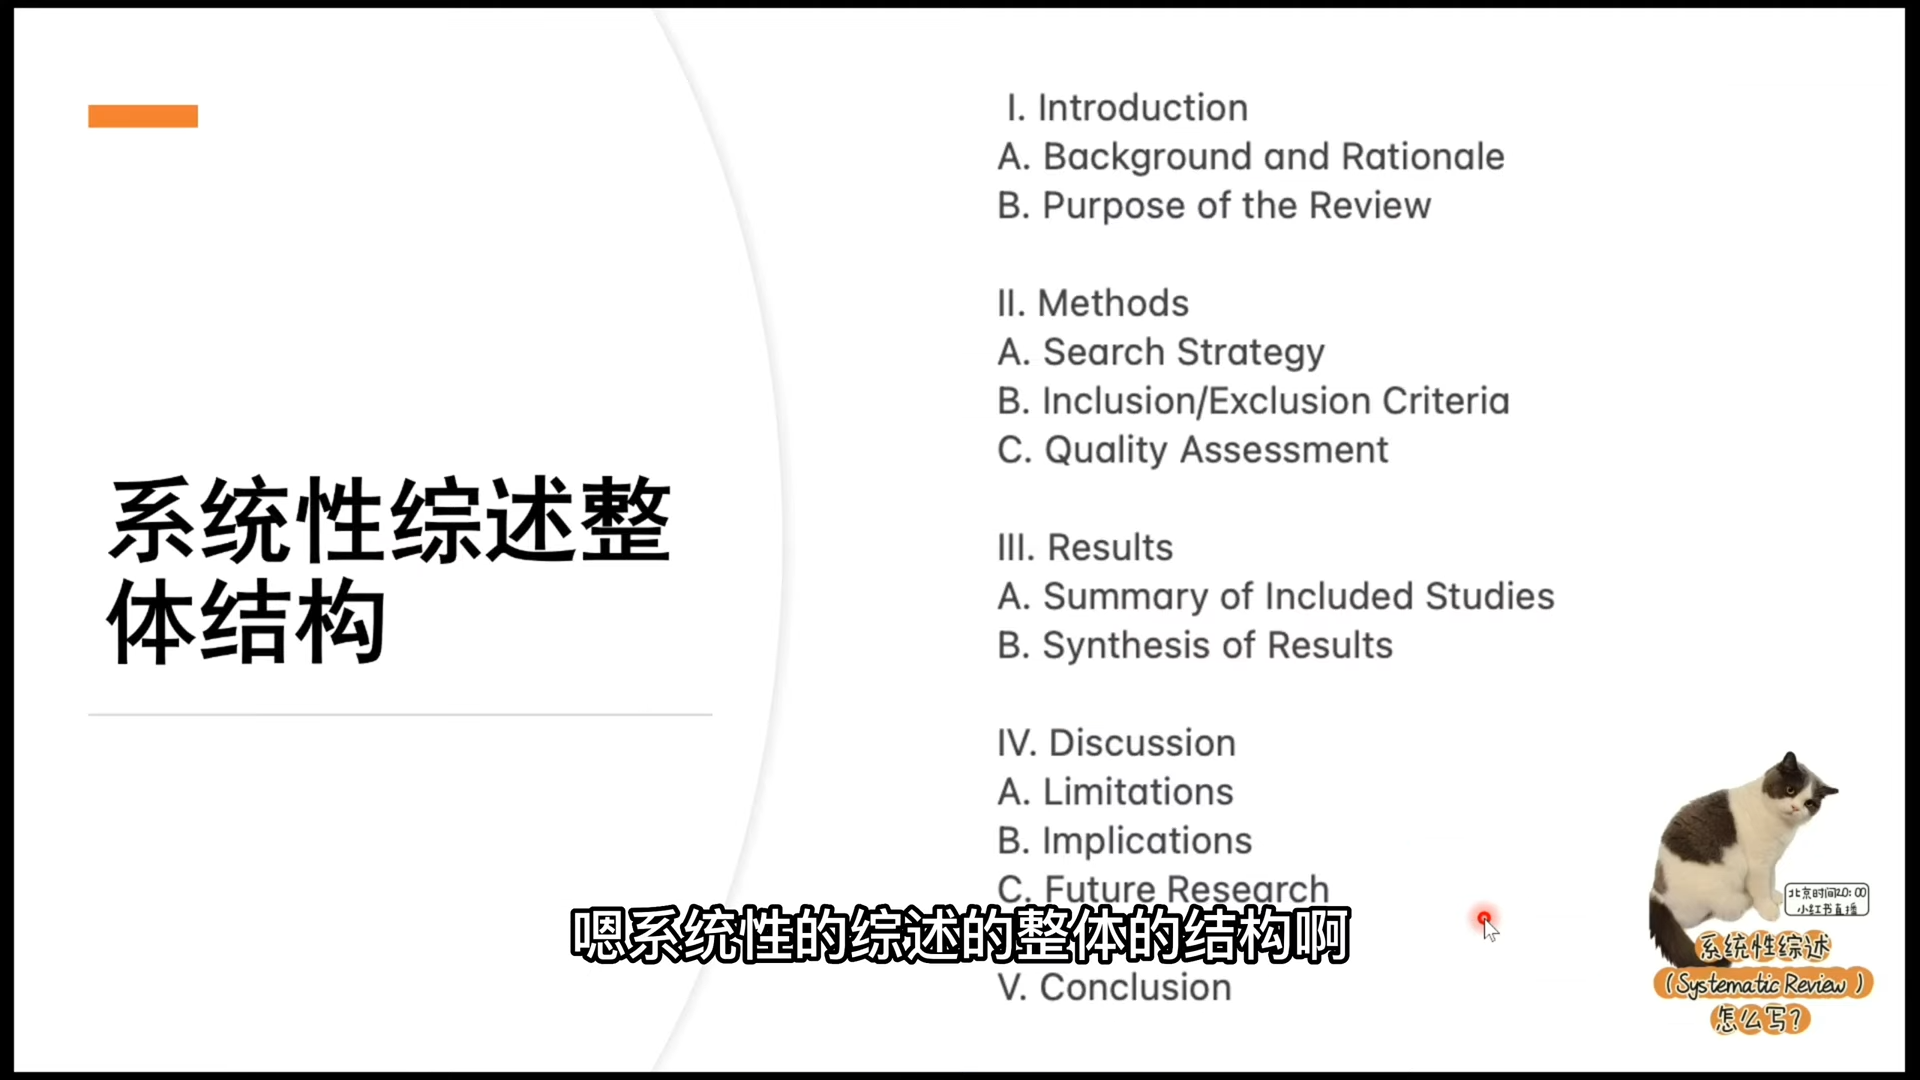 系统性综述整
体结构
I. Introduction
A. Background and Rationale
B. Purpose of the Review
II. Methods
A. Search Strategy
B. Inclusion/Exclusion Criteria
C. Quality Assessment
III. Results
A. Summary of Included Studies
B. Synthesis of Results
IV. Discussion
A. Limitations
B. Implications
C. Future Research
V. Conclusion
嗯系统性的综述的整体的结构啊
北京时间20:00
小红书直播
系统性综述
(Systematic Review)
怎么写?